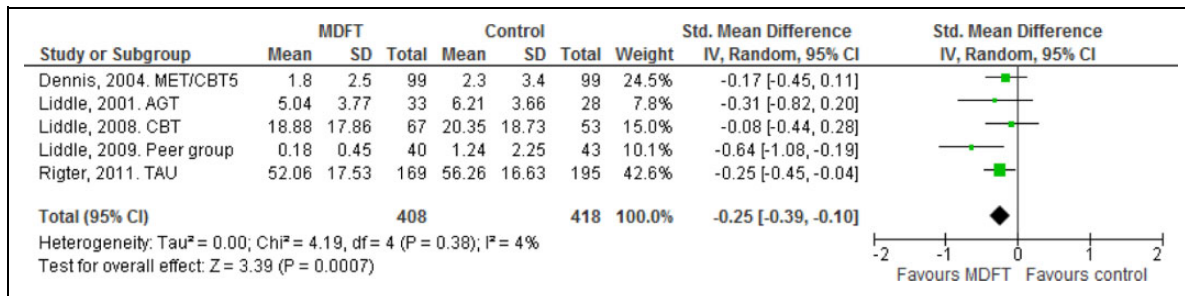 MDFT Control Std. Mean Difference Std. Mean Difference
Study or Subgroup Mean SD Total Mean SD Total Weight IV, Random, 95% CI IV, Random, 95% CI
Dennis, 2004. MET/CBT5 1.8 2.5 99 2.3 3.4 99 24.5% -0.17 [-0.45, 0.11]
Liddle, 2001. AGT 5.04 3.77 33 6.21 3.66 28 7.8% -0.31 [-0.82, 0.20]
Liddle, 2008. CBT 18.88 17.86 67 20.35 18.73 53 15.0% -0.08 [-0.44, 0.28]
Liddle, 2009. Peer group 0.18 0.45 40 1.24 2.25 43 10.1% -0.64 [-1.08, -0.19]
Rigter, 2011. TAU 52.06 17.53 169 56.26 16.63 195 42.6% -0.25 [-0.45, -0.04]
Total (95% CI) 408 418 100.0% -0.25 [-0.39, -0.10]
Heterogeneity: Tau² = 0.00; Chi² = 4.19, df = 4 (P = 0.38); I² = 4%
Test for overall effect: Z = 3.39 (P = 0.0007)
-2 -1 0 1 2
Favours MDFT Favours control